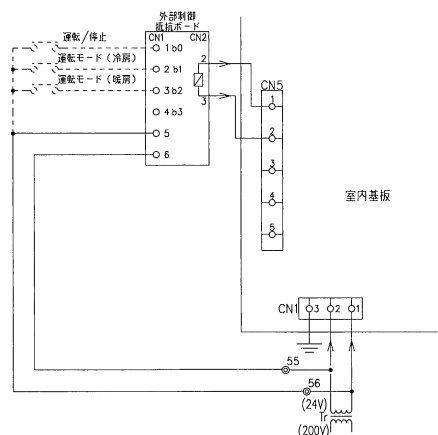 外部制御
抵抗ボード
CN1 CN2
運転/停止
1 b0
運転モード(冷房)
2 b1
運転モード(暖房)
3 b2
4 b3
5
6
2
3
CN5
1
2
3
4
5
室内基板
CN1 3 2 1
55
56
(24V)
Tr
(200V)